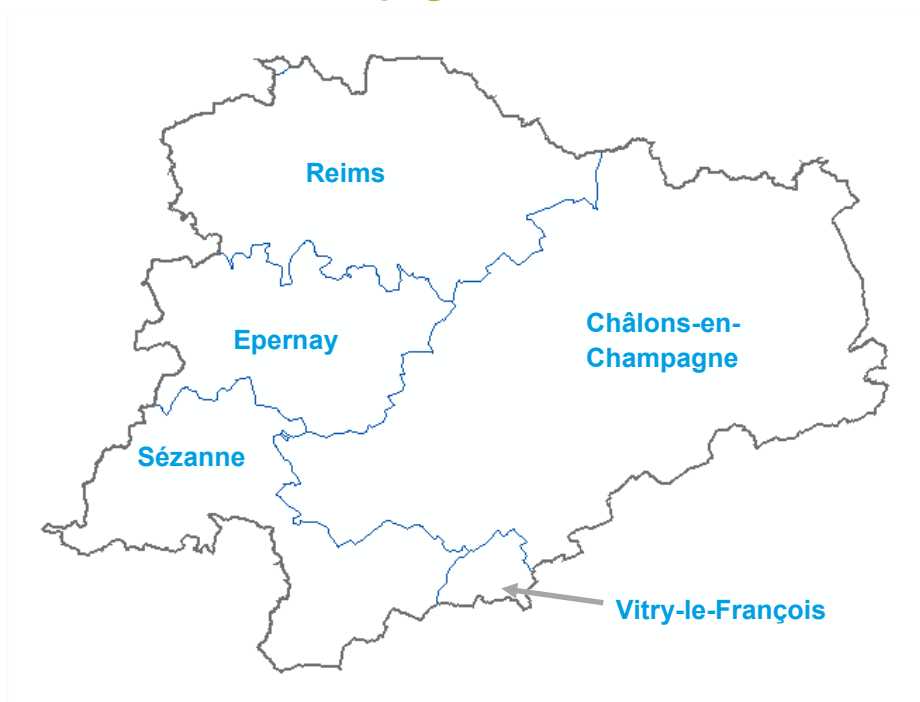 Reims
Epernay
Châlons-en-
Champagne
Sézanne
Vitry-le-François